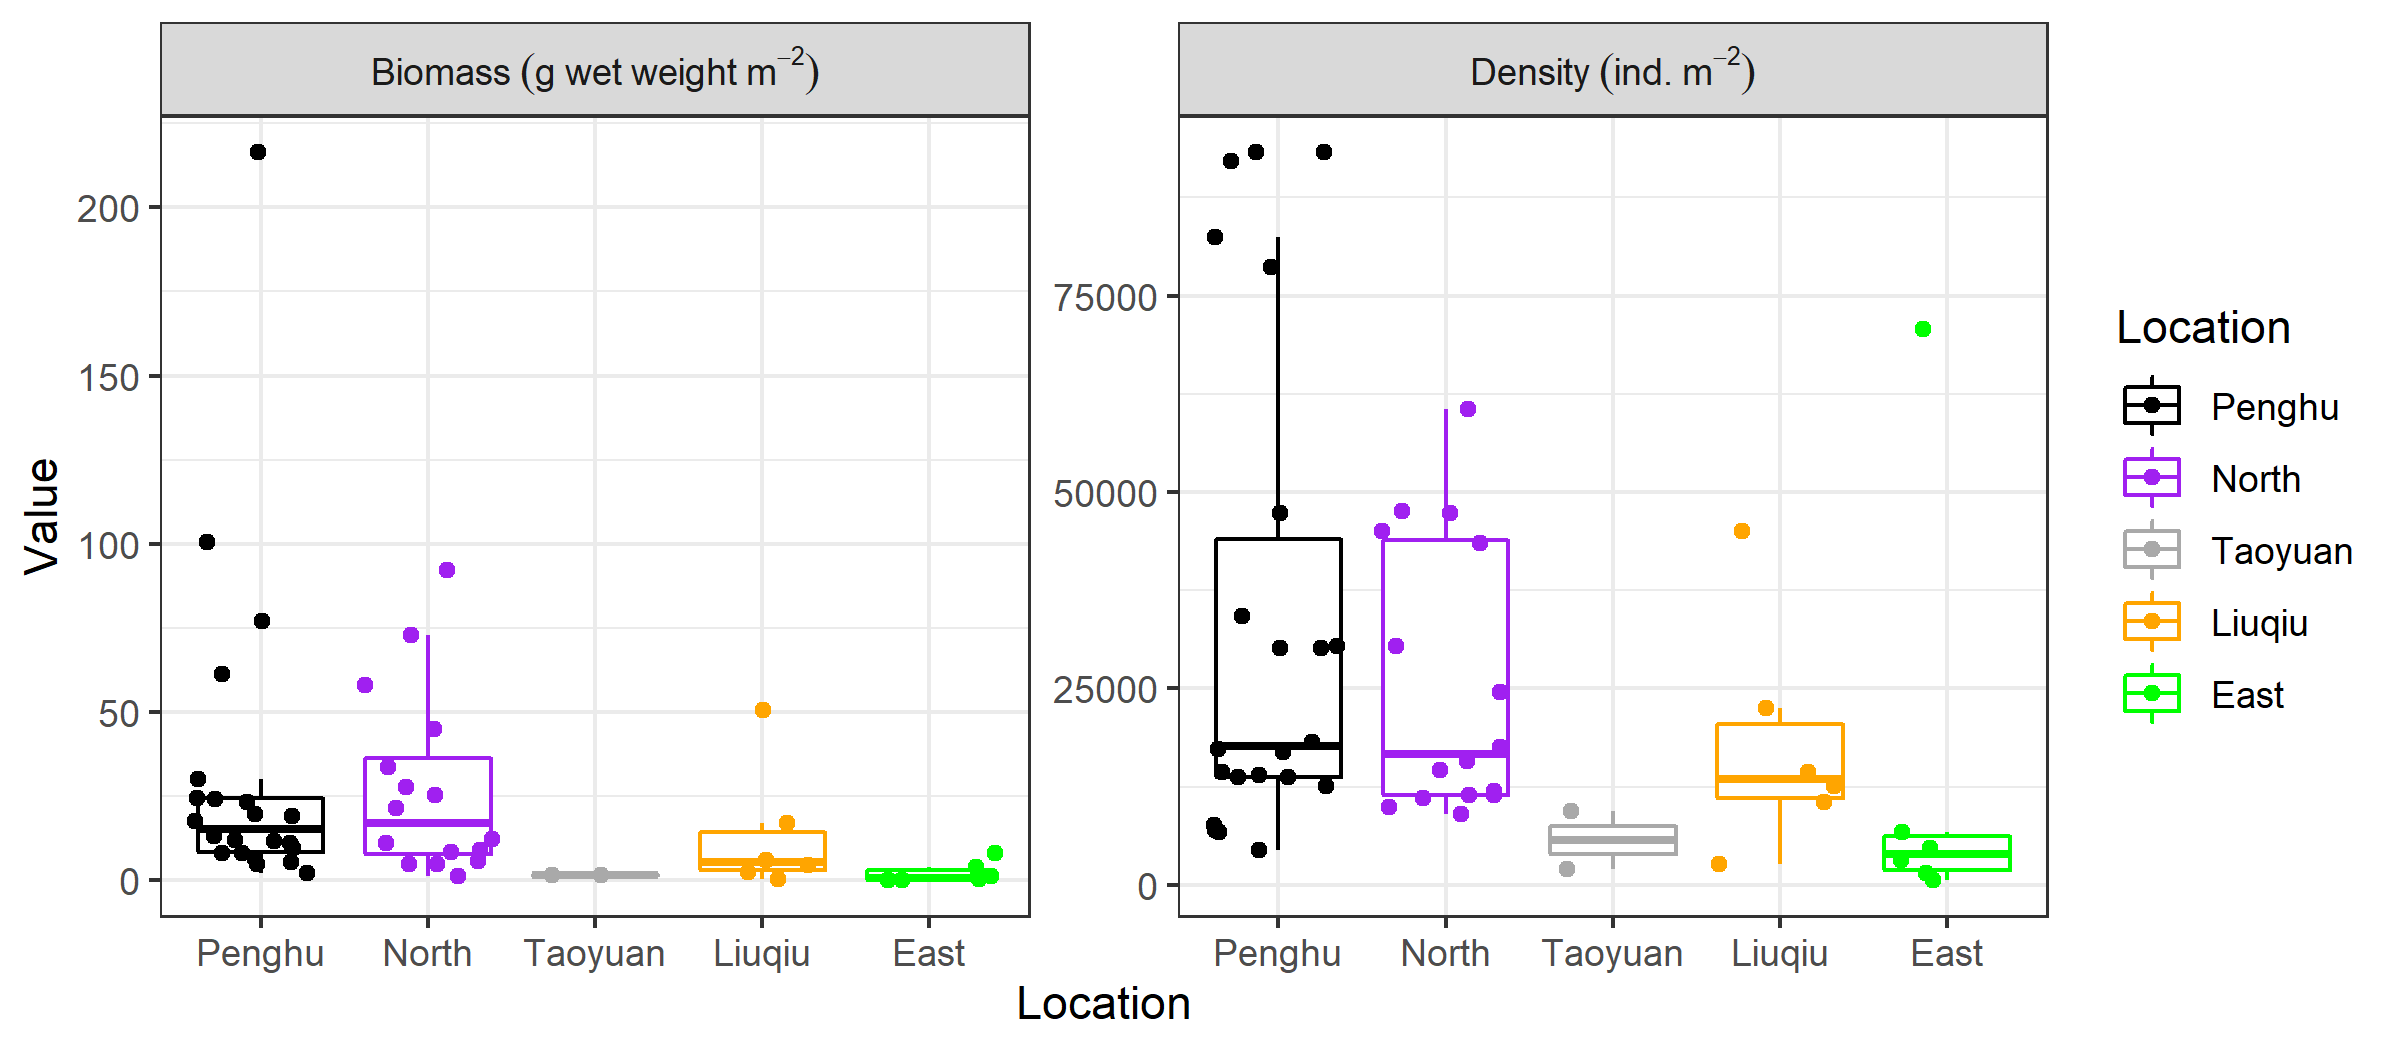 Biomass (g wet weight m⁻²)
Density (ind. m⁻²)
Value
200
150
100
50
0
75000
50000
25000
0
Penghu
North
Taoyuan
Liuqiu
East
Penghu
North
Taoyuan
Liuqiu
East
Location
Location
Penghu
North
Taoyuan
Liuqiu
East